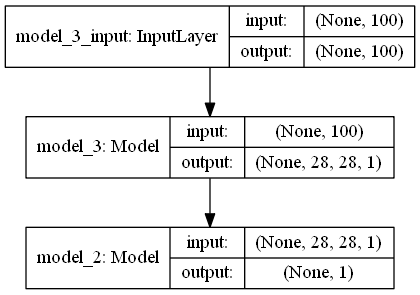 model_3_input: InputLayer
input: (None, 100)
output: (None, 100)
model_3: Model
input: (None, 100)
output: (None, 28, 28, 1)
model_2: Model
input: (None, 28, 28, 1)
output: (None, 1)